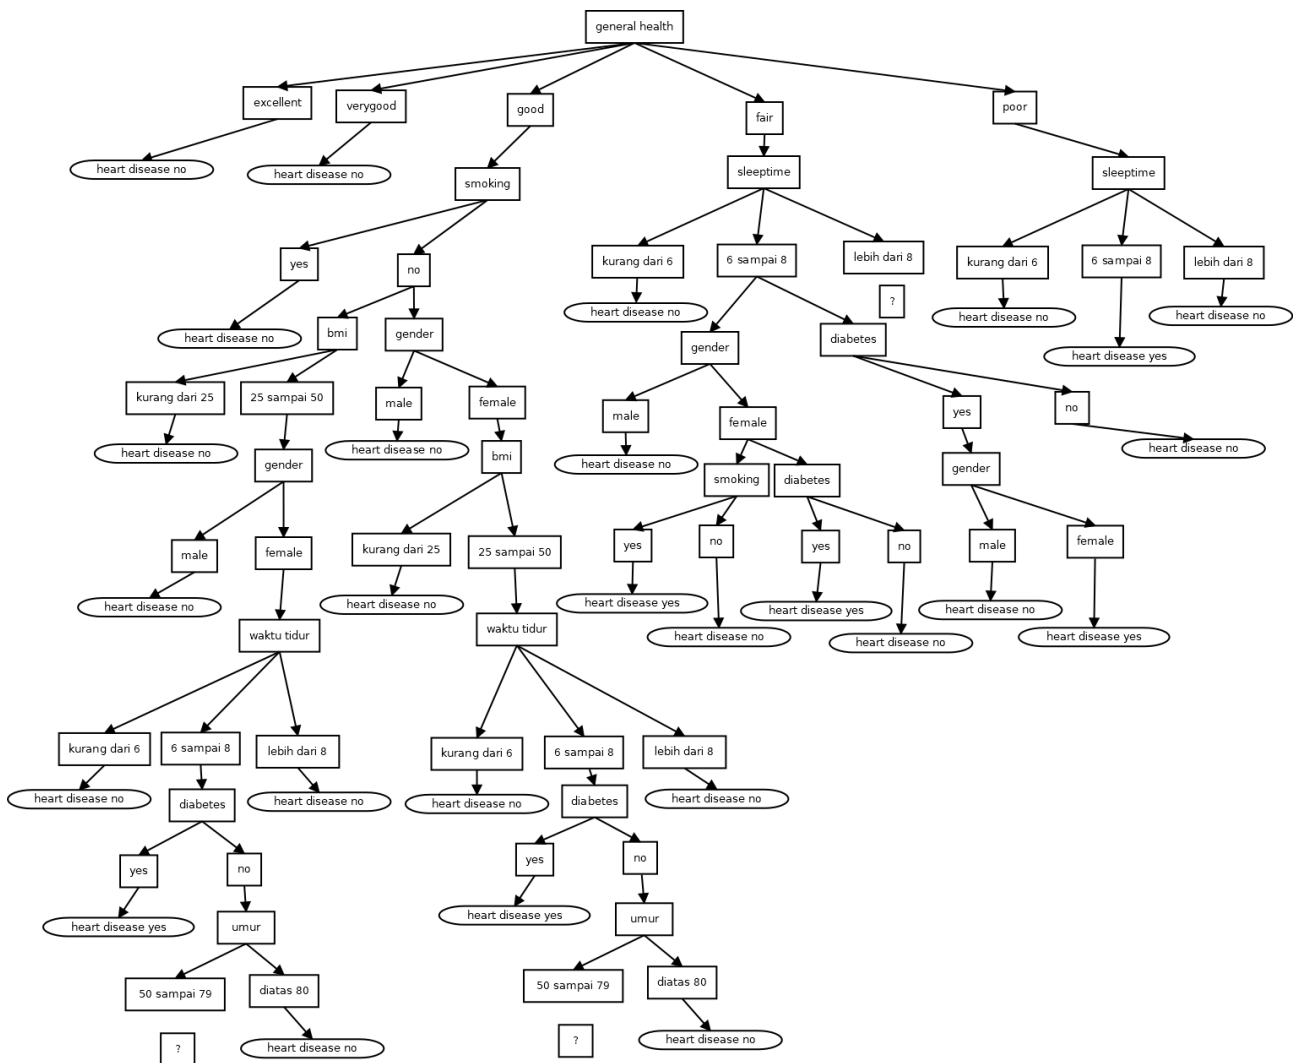 general health
excellent
verygood
good
fair
poor
heart disease no
heart disease no
smoking
sleeptime
sleeptime
yes
no
kurang dari 6
6 sampai 8
lebih dari 8
kurang dari 6
6 sampai 8
lebih dari 8
?
heart disease no
heart disease no
heart disease no
heart disease no
bmi
gender
gender
diabetes
heart disease yes
kurang dari 25
25 sampai 50
male
female
male
female
yes
no
heart disease no
heart disease no
heart disease no
heart disease no
gender
bmi
smoking
diabetes
gender
male
female
kurang dari 25
25 sampai 50
yes
no
yes
no
male
female
heart disease no
heart disease no
heart disease yes
heart disease yes
heart disease no
waktu tidur
waktu tidur
heart disease no
heart disease no
heart disease yes
kurang dari 6
6 sampai 8
lebih dari 8
kurang dari 6
6 sampai 8
lebih dari 8
heart disease no
heart disease no
heart disease no
heart disease no
diabetes
diabetes
yes
no
yes
no
heart disease yes
heart disease yes
umur
umur
50 sampai 79
diatas 80
50 sampai 79
diatas 80
?
heart disease no
?
heart disease no